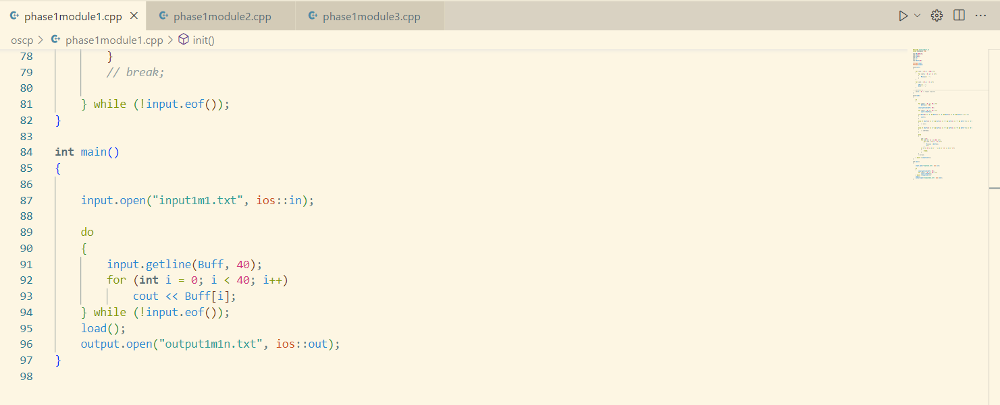 phase1module1.cpp phase1module2.cpp phase1module3.cpp
oscp > phase1module1.cpp > init()
78 }
79 // break;
80
81 } while (!input.eof());
82 }
83
84 int main()
85 {
86
87 input.open("input1m1.txt", ios::in);
88
89 do
90 {
91 input.getline(Buff, 40);
92 for (int i = 0; i < 40; i++)
93 cout << Buff[i];
94 } while (!input.eof());
95 load();
96 output.open("output1m1n.txt", ios::out);
97 }
98